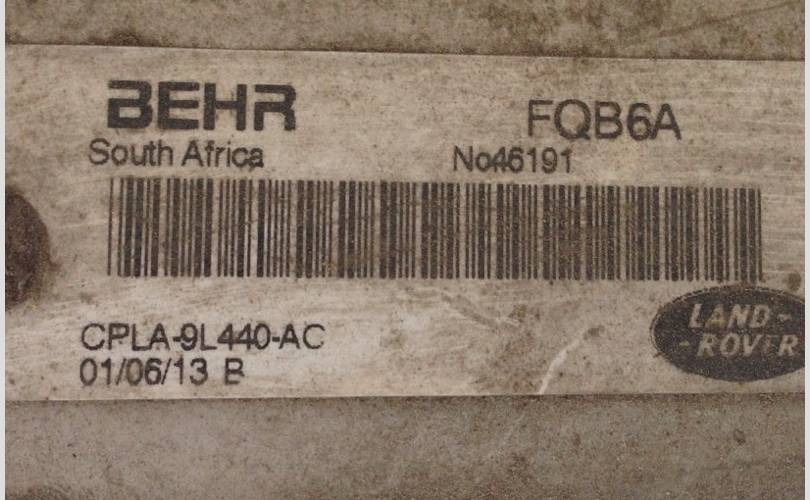 BEHR
FQB6A
South Africa
No46191
CPLA-9L440-AC
01/06/13 B
LAND-
-ROVER